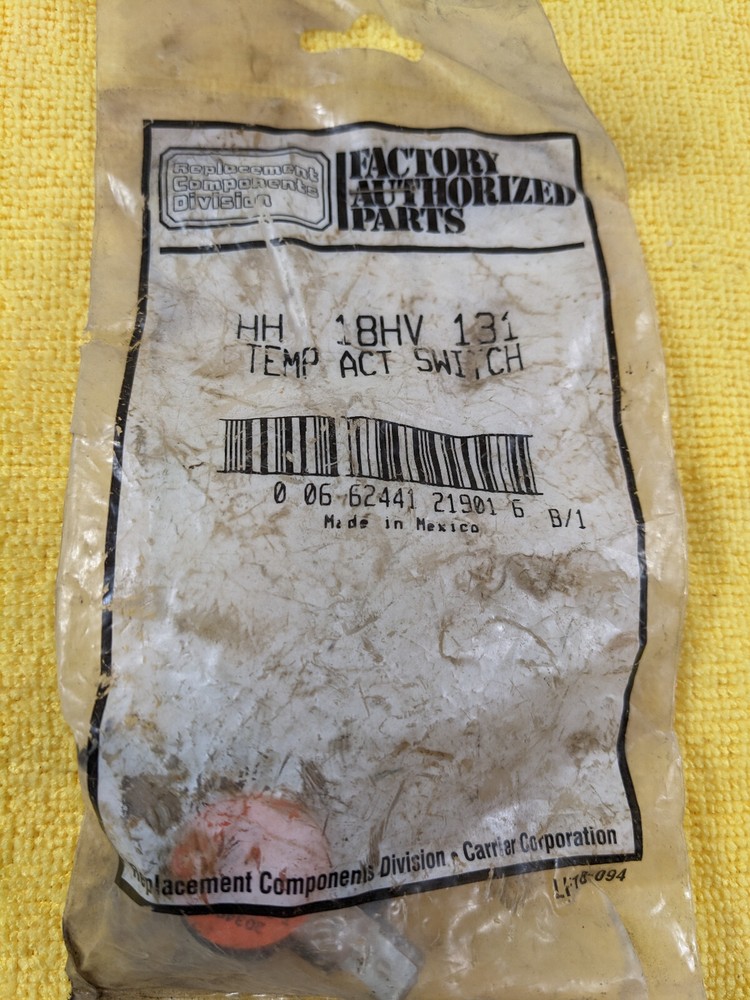 Replacement
Components
Division
FACTORY
AUTHORIZED
PARTS
HH 18HV 131
TEMP ACT SWITCH
0 06 62441 21901 6 B/1
Made in Mexico
Replacement Components Division - Carrier Corporation